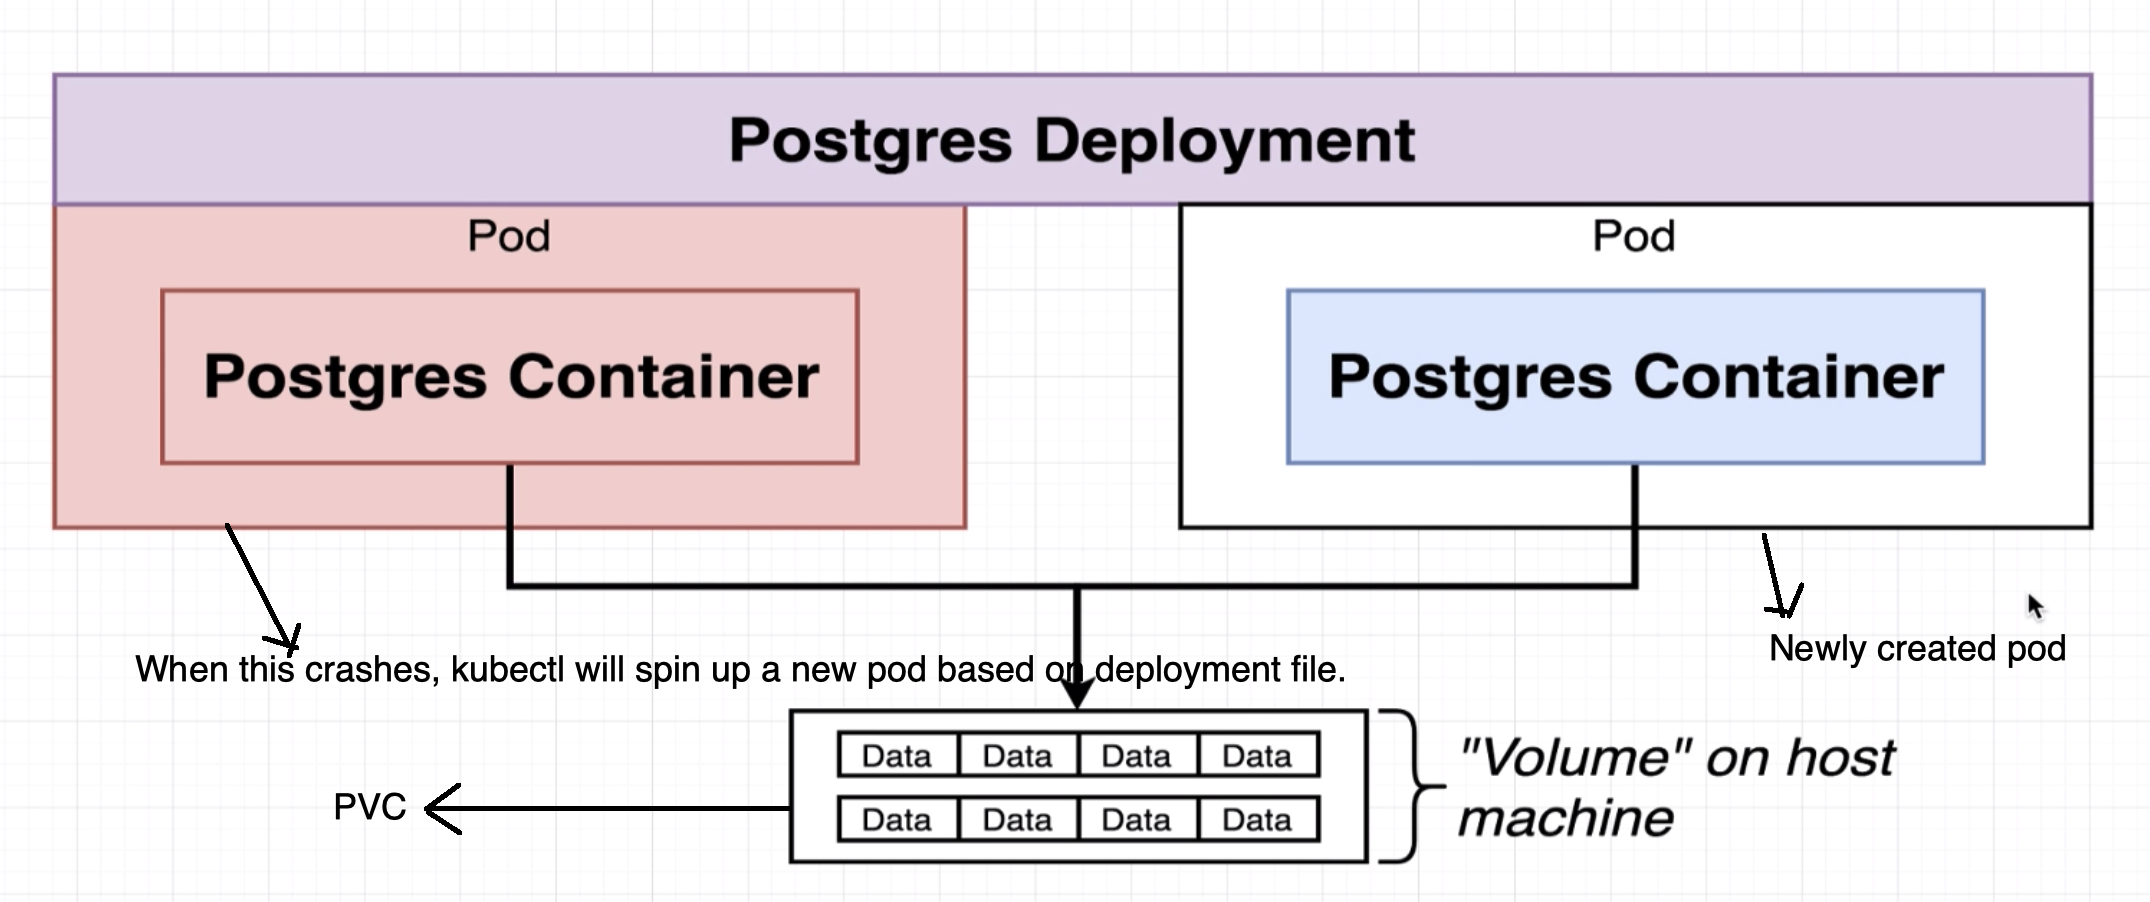 Postgres Deployment
Pod
Pod
Postgres Container
Postgres Container
When this crashes, kubectl will spin up a new pod based on deployment file.
Newly created pod
Data Data Data Data
Data Data Data Data
"Volume" on host
machine
PVC